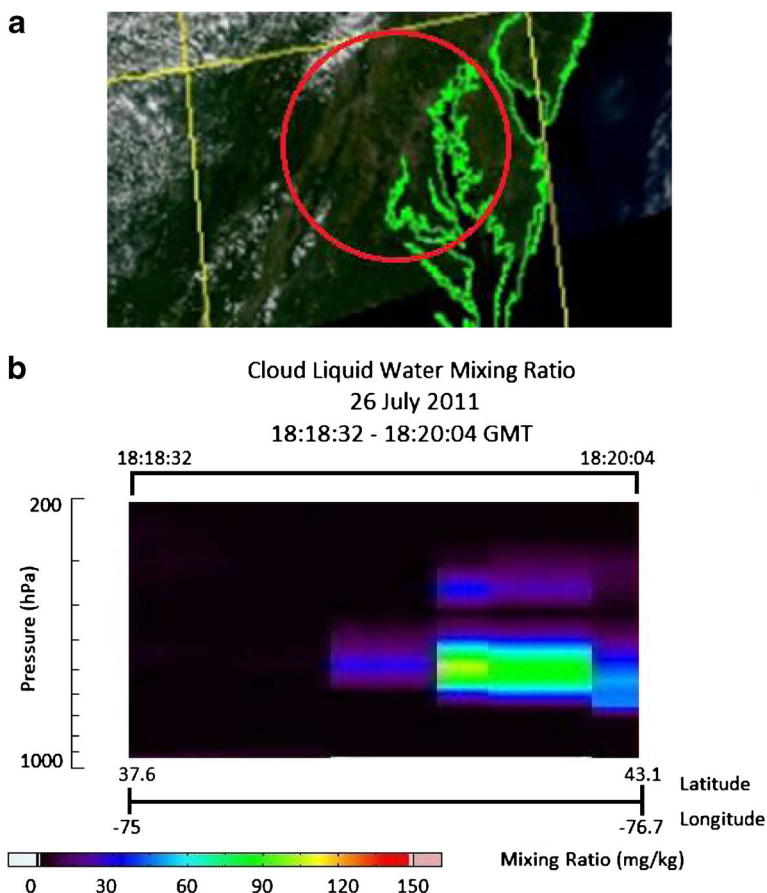 a
b
Cloud Liquid Water Mixing Ratio
26 July 2011
18:18:32 - 18:20:04 GMT
18:18:32 18:20:04
200
Pressure (hPa)
1000
37.6 43.1 Latitude
-75 -76.7 Longitude
Mixing Ratio (mg/kg)
0 30 60 90 120 150